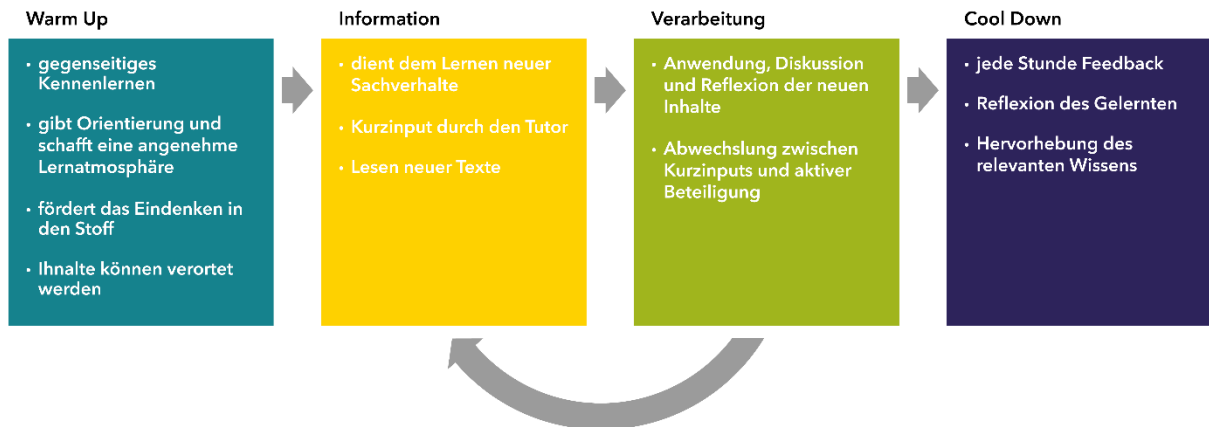 Warm Up
• gegenseitiges
Kennenlernen
• gibt Orientierung und
schafft eine angenehme
Lernatmosphäre
• fördert das Eindenken in
den Stoff
• Ihnalte können verortet
werden
Information
• dient dem Lernen neuer
Sachverhalte
• Kurzinput durch den Tutor
• Lesen neuer Texte
Verarbeitung
• Anwendung, Diskussion
und Reflexion der neuen
Inhalte
• Abwechslung zwischen
Kurzinputs und aktiver
Beteiligung
Cool Down
• jede Stunde Feedback
• Reflexion des Gelernten
• Hervorhebung des
relevanten Wissens